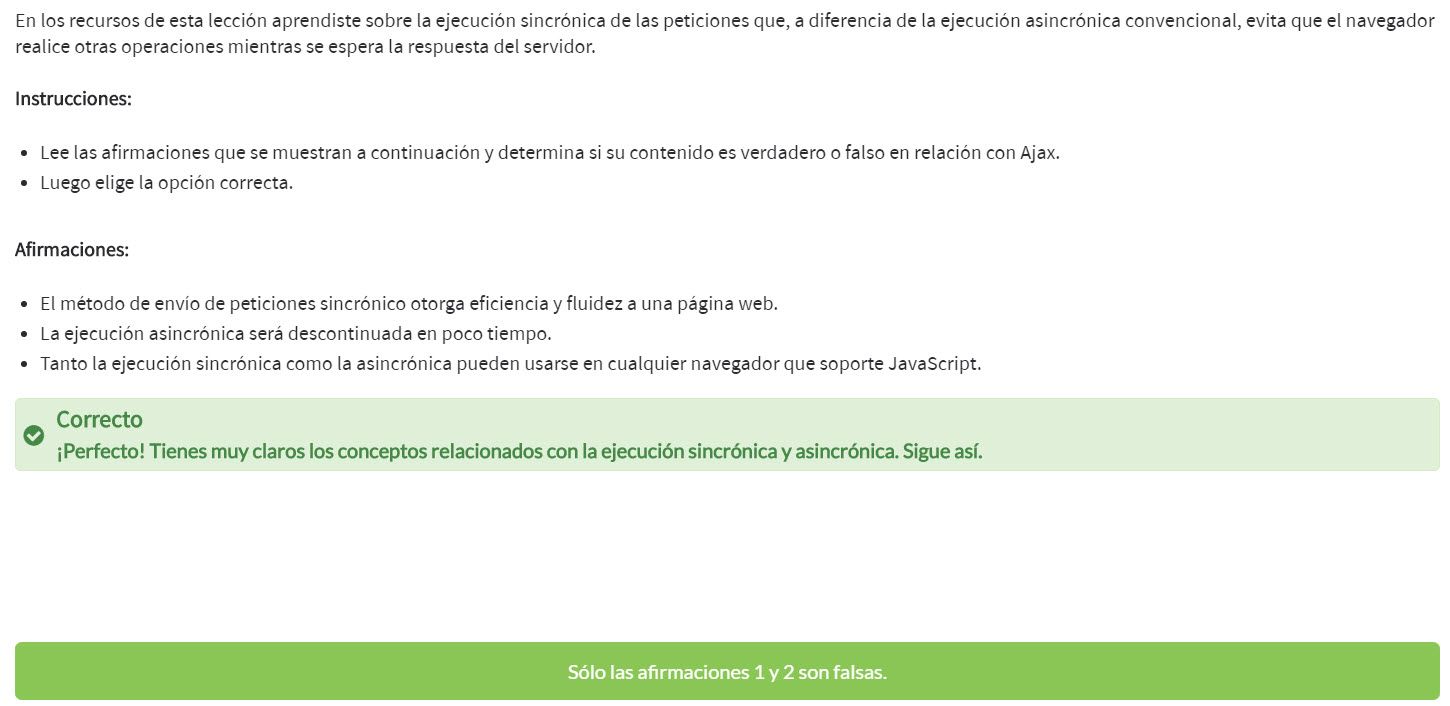 En los recursos de esta lección aprendiste sobre la ejecución sincrónica de las peticiones que, a diferencia de la ejecución asincrónica convencional, evita que el navegador
realice otras operaciones mientras se espera la respuesta del servidor.
Instrucciones:
• Lee las afirmaciones que se muestran a continuación y determina si su contenido es verdadero o falso en relación con Ajax.
• Luego elige la opción correcta.
Afirmaciones:
• El método de envío de peticiones sincrónico otorga eficiencia y fluidez a una página web.
• La ejecución asincrónica será descontinuada en poco tiempo.
• Tanto la ejecución sincrónica como la asincrónica pueden usarse en cualquier navegador que soporte JavaScript.
Correcto
¡Perfecto! Tienes muy claros los conceptos relacionados con la ejecución sincrónica y asincrónica. Sigue así.
Sólo las afirmaciones 1 y 2 son falsas.